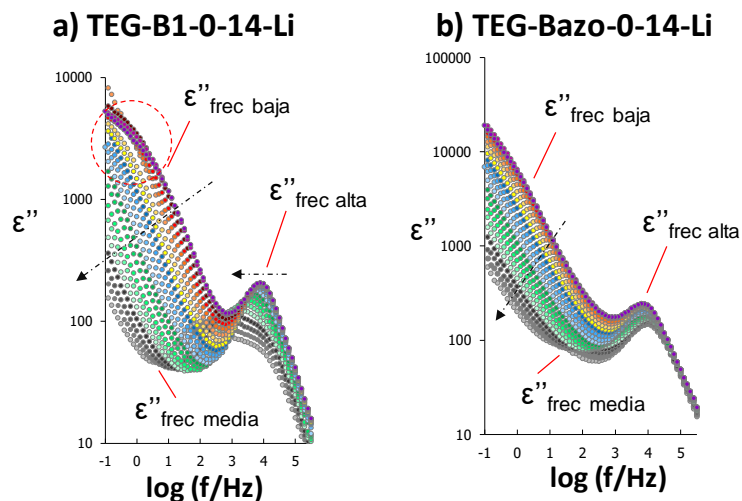 a) TEG-B1-0-14-Li
10000
1000
100
10
ε''
-1 0 1 2 3 4 5
log (f/Hz)
ε'' frec baja
ε'' frec alta
ε'' frec media
b) TEG-Bazo-0-14-Li
100000
10000
1000
100
10
ε''
-1 0 1 2 3 4 5
log (f/Hz)
ε'' frec baja
ε'' frec alta
ε'' frec media